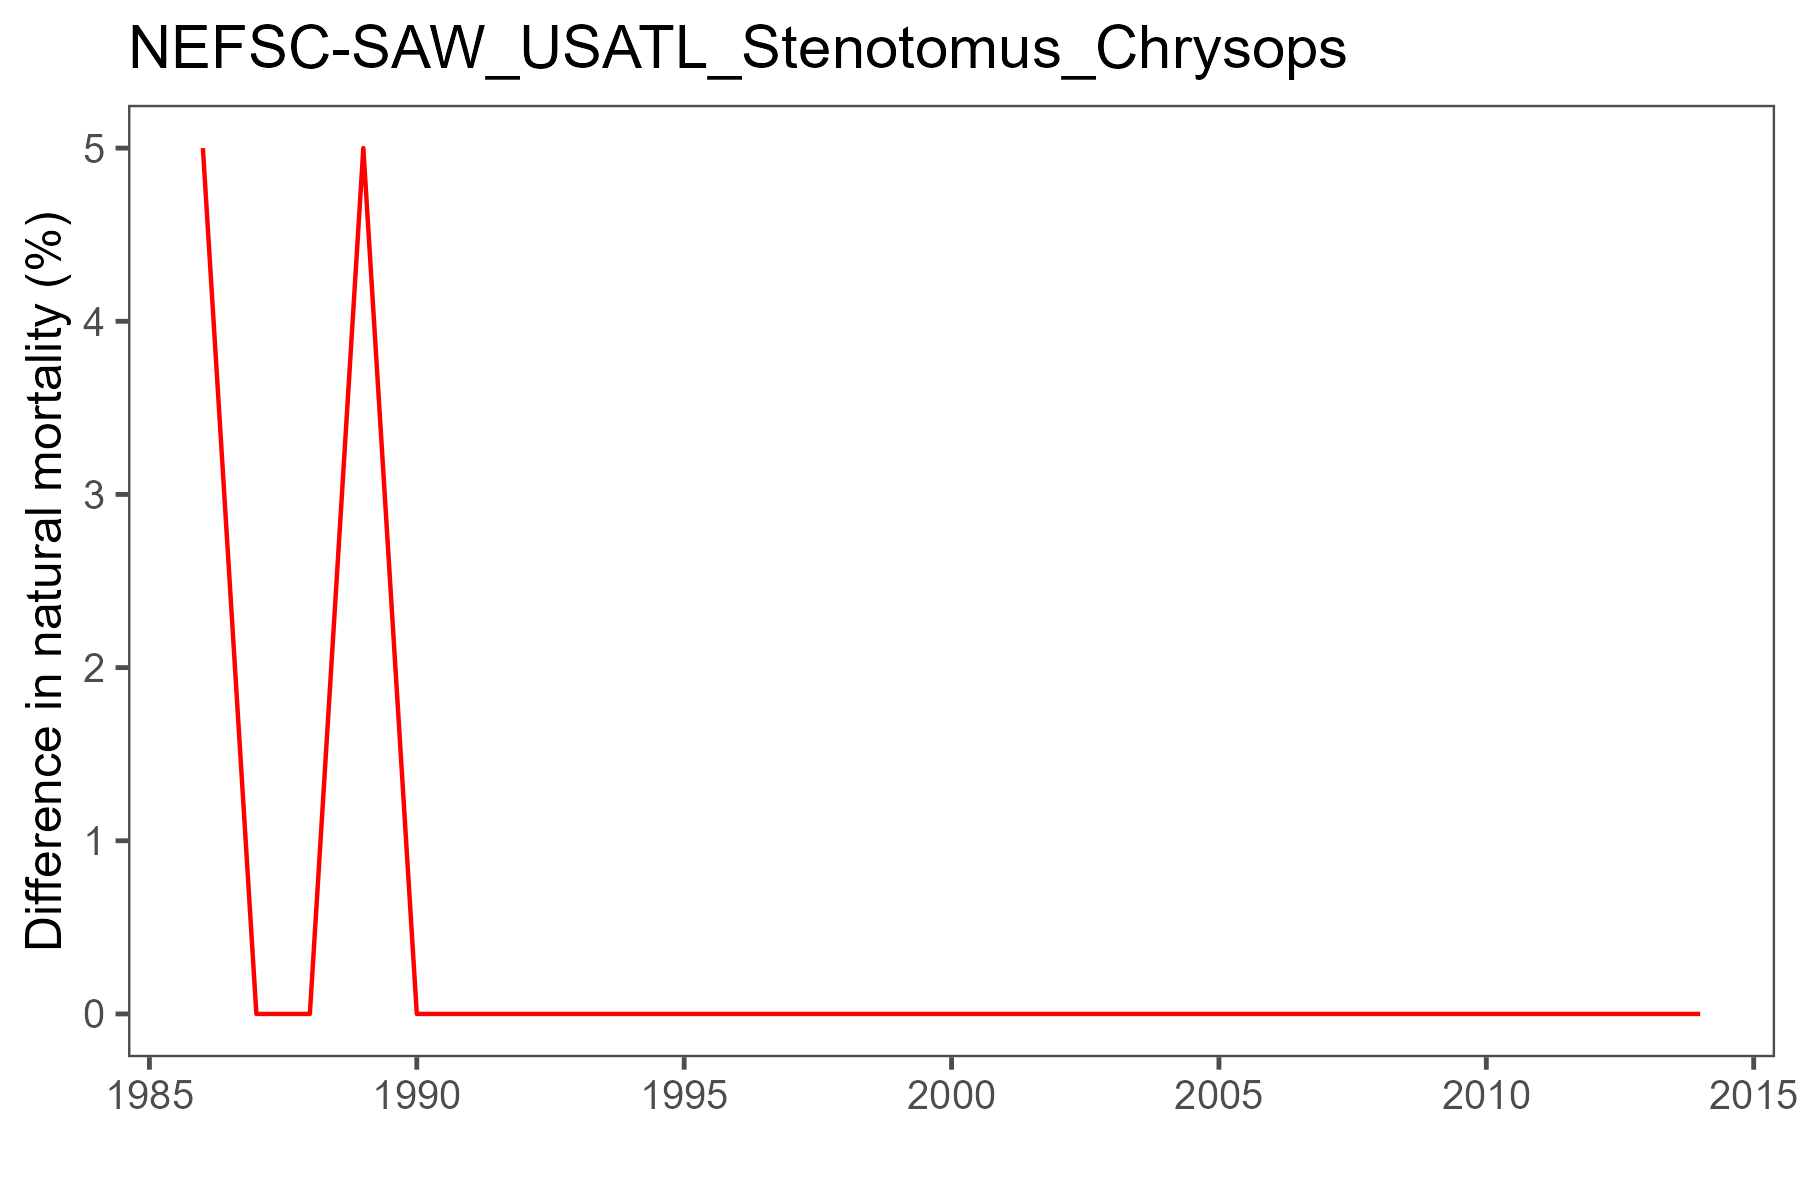 NEFSC-SAW_USATL_Stenotomus_Chrysops
Difference in natural mortality (%)
5
4
3
2
1
0
1985 1990 1995 2000 2005 2010 2015